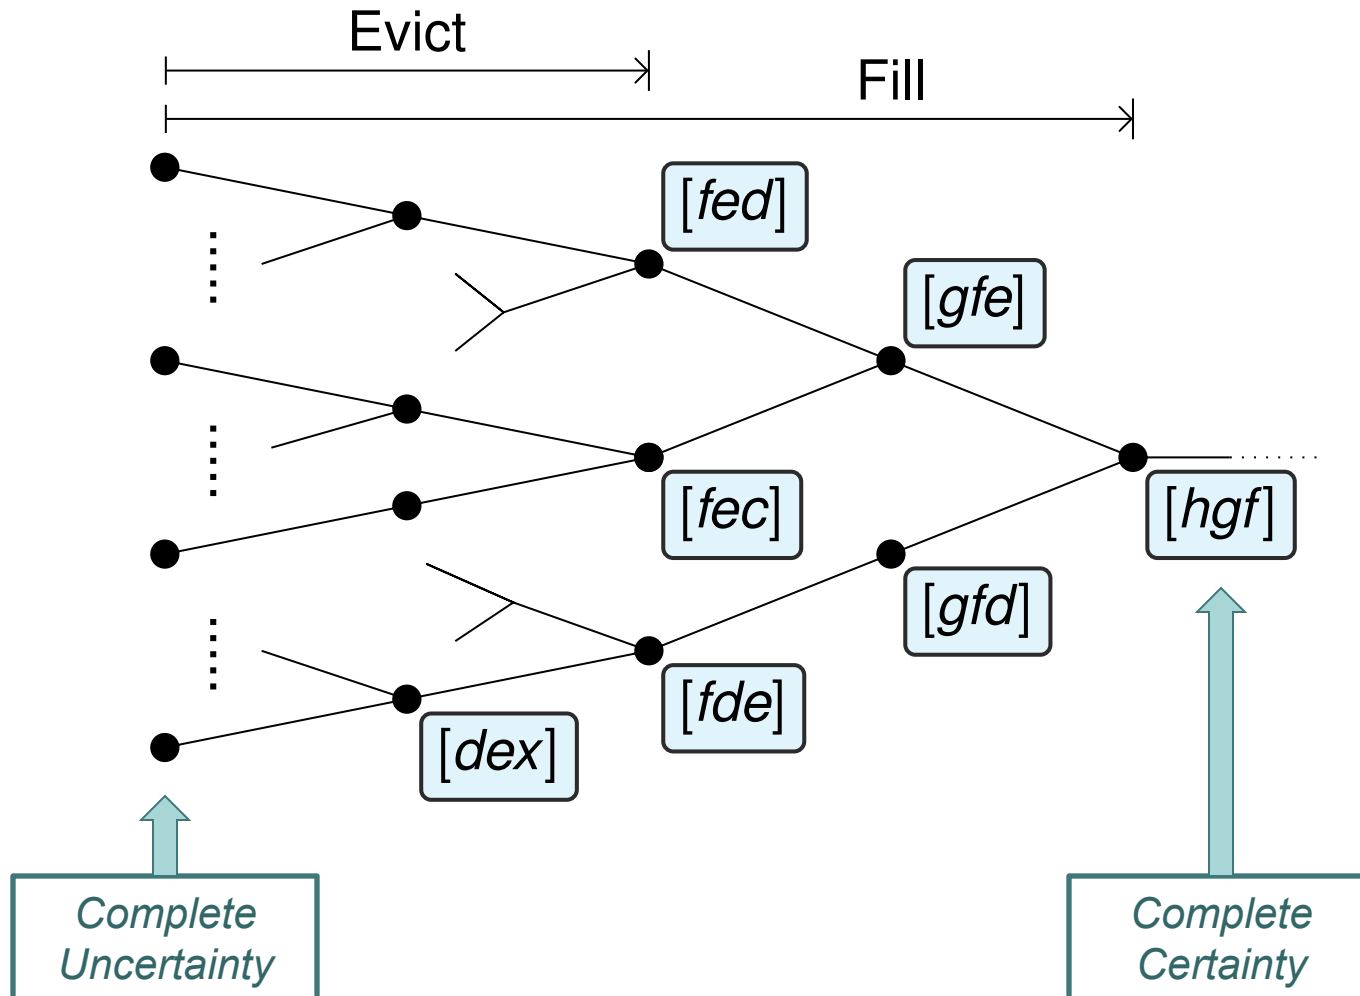 Evict
Fill
[fed]
[gfe]
[fec]
[hgf]
[gfd]
[fde]
[dex]
Complete
Uncertainty
Complete
Certainty